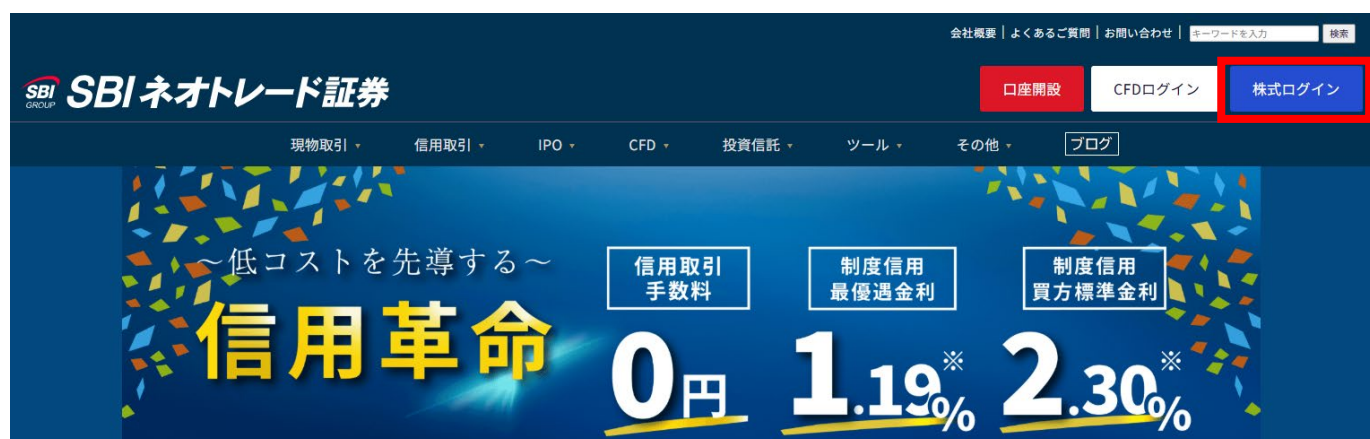 会社概要 | よくあるご質問 | お問い合わせ | キーワードを入力 検索
SBI GROUP SBI ネオトレード証券
口座開設 CFDログイン 株式ログイン
現物取引 信用取引 IPO CFD 投資信託 ツール その他 ブログ
～低コストを先導する～
信用革命
信用取引
手数料
0円
制度信用
最優遇金利
1.19%※
制度信用
買方標準金利
2.30%※